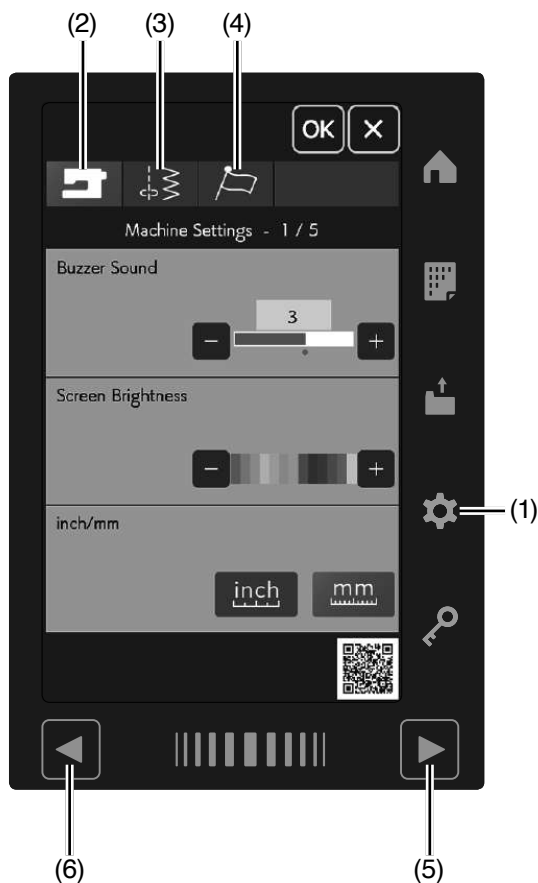 (2) (3) (4)
OK ×
Machine Settings - 1 / 5
Buzzer Sound
3
− +
Screen Brightness
− +
(1)
inch/mm
inch mm
(6) (5)